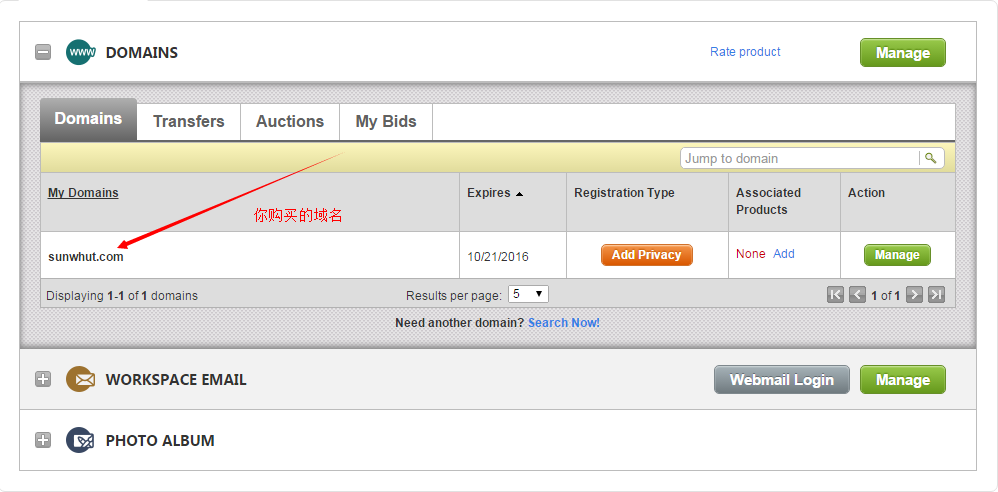 WWW DOMAINS Rate product Manage
Domains Transfers Auctions My Bids
Jump to domain
My Domains Expires Registration Type Associated Products Action
你购买的域名
sunwhut.com 10/21/2016 Add Privacy None Add Manage
Displaying 1-1 of 1 domains Results per page: 5 1 of 1
Need another domain? Search Now!
WORKSPACE EMAIL Webmail Login Manage
PHOTO ALBUM